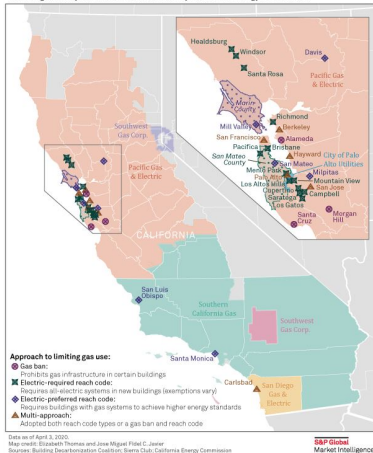 Healdsburg
Windsor
Santa Rosa
Davis
Pacific Gas
& Electric
Marin
County
Mill Valley
Richmond
Berkeley
San Francisco
Alameda
Pacifica
Brisbane
Hayward
San Mateo
County
San Mateo
City of Palo
Alto Utilities
Menlo Park
Palo Alto
Milpitas
Los Altos Hills
Mountain View
Cupertino
San Jose
Saratoga
Campbell
Los Gatos
Santa
Cruz
Morgan
Hill
Southwest
Gas Corp.
Pacific Gas
& Electric
CALIFORNIA
San Luis
Obispo
Southern
California Gas
Southwest
Gas Corp.
Santa Monica
Carlsbad
San Diego
Gas &
Electric
Approach to limiting gas use:
Gas ban:
Prohibits gas infrastructure in certain buildings
Electric-required reach code:
Requires all-electric systems in new buildings (exemptions vary)
Electric-preferred reach code:
Requires buildings with gas systems to achieve higher energy standards
Multi-approach:
Adopted both reach code types or a gas ban and reach code
Data as of April 3, 2020.
Map credit: Elizabeth Thomas and Jose Miguel Fidel C. Javier
Sources: Building Decarbonization Coalition; Sierra Club; California Energy Commission
S&P Global
Market Intelligence